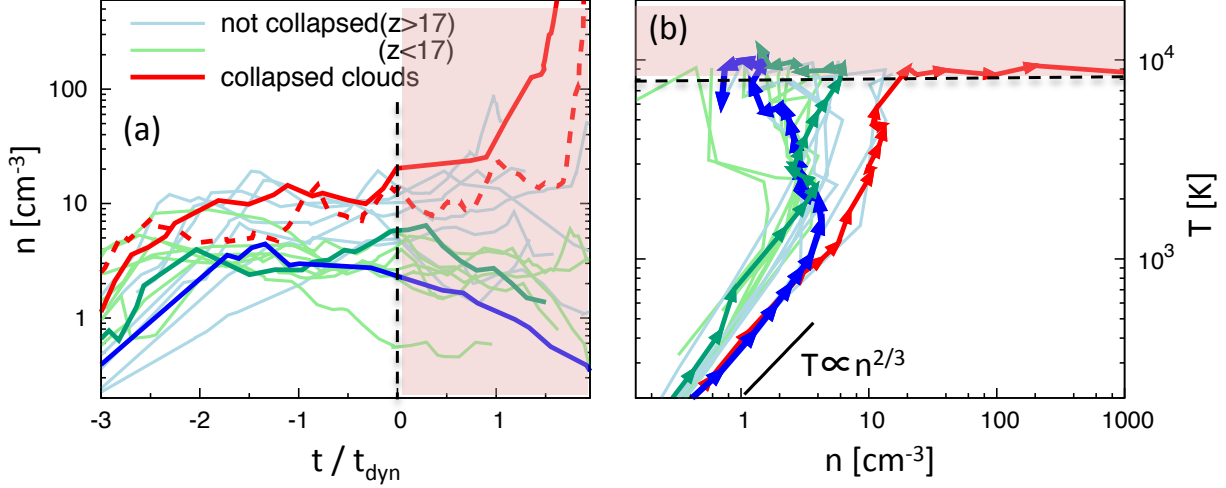 not collapsed(z>17)
(z<17)
collapsed clouds
(a)
n [cm-3]
100
10
1
-3
-2
-1
0
1
t / tdyn
(b)
T [K]
10⁴
10³
T∝n2/3
1
10
100
1000
n [cm-3]